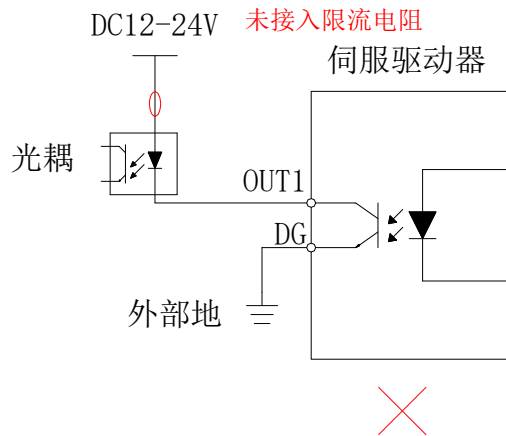 DC12-24V 未接入限流电阻
伺服驱动器
光耦
OUT1
DG
外部地